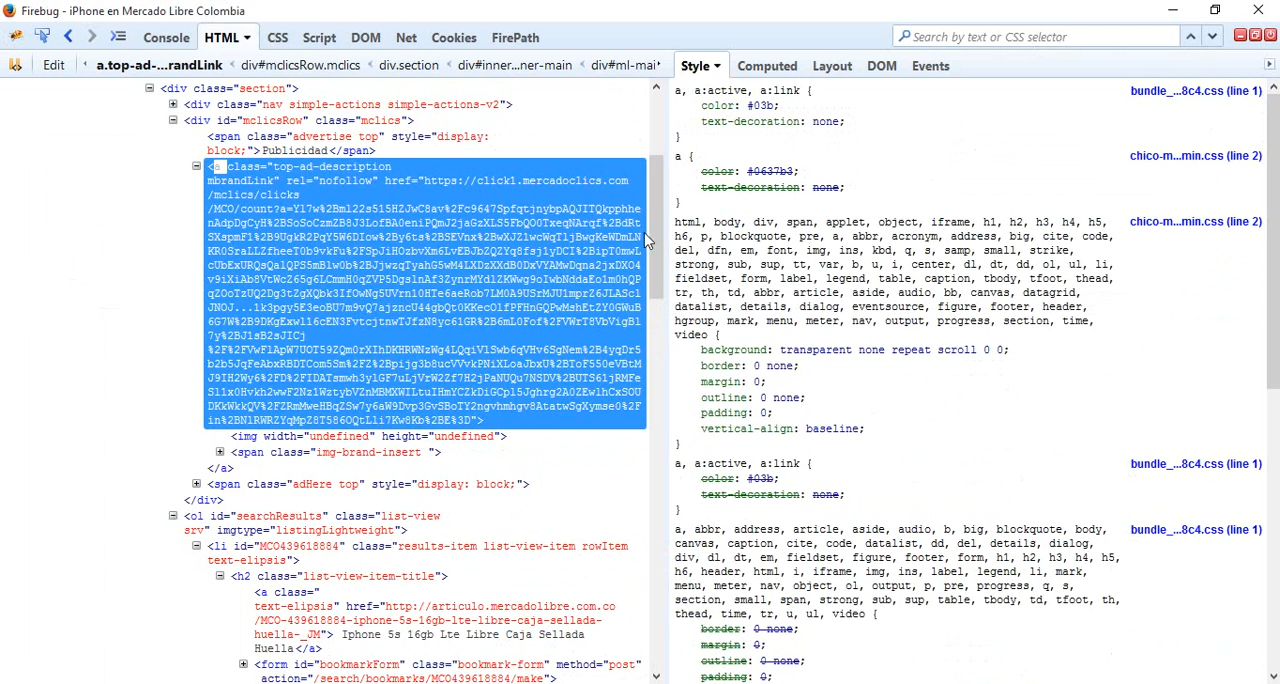 Firebug - iPhone en Mercado Libre Colombia
Console HTML CSS Script DOM Net Cookies FirePath
Search by text or CSS selector
Edit a.top-ad-...randLink div#mclicsRow.mclics div.section div#inner...ner-main div#ml-mai
Style Computed Layout DOM Events
<div class="section">
<div class="nav simple-actions simple-actions-v2">
<div id="mclicsRow" class="mclics">
<span class="advertise top" style="display:
block;">Publicidad</span>
<a class="top-ad-description
mbrandLink" rel="nofollow" href="https://click1.mercadoclics.com
/mclics/clicks
<img width="undefined" height="undefined">
<span class="img-brand-insert ">
</a>
<span class="adHere top" style="display: block;">
</div>
<ol id="searchResults" class="list-view
srv" imgtype="listingLightweight">
<li id="MCO439618884" class="results-item list-view-item rowItem
text-elipsis">
<h2 class="list-view-item-title">
<a class="
text-elipsis" href="http://articulo.mercadolibre.com.co
/MCO-439618884-iphone-5s-16gb-lte-libre-caja-sellada-
huella-_JM"> Iphone 5s 16gb Lte Libre Caja Sellada
Huella</a>
<form id="bookmarkForm" class="bookmark-form" method="post"
action="/search/bookmarks/MCO439618884/make">
a, a:active, a:link {
bundle_...8c4.css (line 1)
color: #03b;
text-decoration: none;
}
a {
chico-m...min.css (line 2)
color: #0637b3;
text-decoration: none;
}
html, body, div, span, applet, object, iframe, h1, h2, h3, h4, h5,
chico-m...min.css (line 2)
h6, p, blockquote, pre, a, abbr, acronym, address, big, cite, code,
del, dfn, em, font, img, ins, kbd, q, s, samp, small, strike,
strong, sub, sup, tt, var, b, u, i, center, dl, dt, dd, ol, ul, li,
fieldset, form, label, legend, table, caption, tbody, tfoot, thead,
tr, th, td, abbr, article, aside, audio, bb, canvas, datagrid,
datalist, details, dialog, eventsource, figure, footer, header,
hgroup, mark, menu, meter, nav, output, progress, section, time,
video {
background: transparent none repeat scroll 0 0;
border: 0 none;
margin: 0;
outline: 0 none;
padding: 0;
vertical-align: baseline;
}
a, a:active, a:link {
bundle_...8c4.css (line 1)
color: #03b;
text-decoration: none;
}
a, abbr, address, article, aside, audio, b, big, blockquote, body,
bundle_...8c4.css (line 1)
canvas, caption, cite, code, datalist, dd, del, details, dialog,
div, dl, dt, em, fieldset, figure, footer, form, h1, h2, h3, h4, h5,
h6, header, html, i, iframe, img, ins, label, legend, li, mark,
menu, meter, nav, object, ol, output, p, pre, progress, q, s,
section, small, span, strong, sub, sup, table, tbody, td, tfoot, th,
thead, time, tr, u, ul, video {
border: 0 none;
margin: 0;
outline: 0 none;
padding: 0;